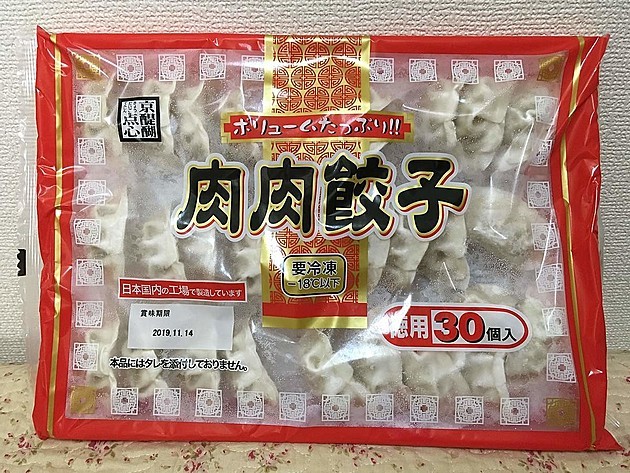 京醍醐
点心
ボリュームたっぷり!!
肉肉餃子
要冷凍
-18℃以下
日本国内の工場で製造しています
賞味期限
2019.11.14
徳用30個入
本品にはタレを添付しておりません。